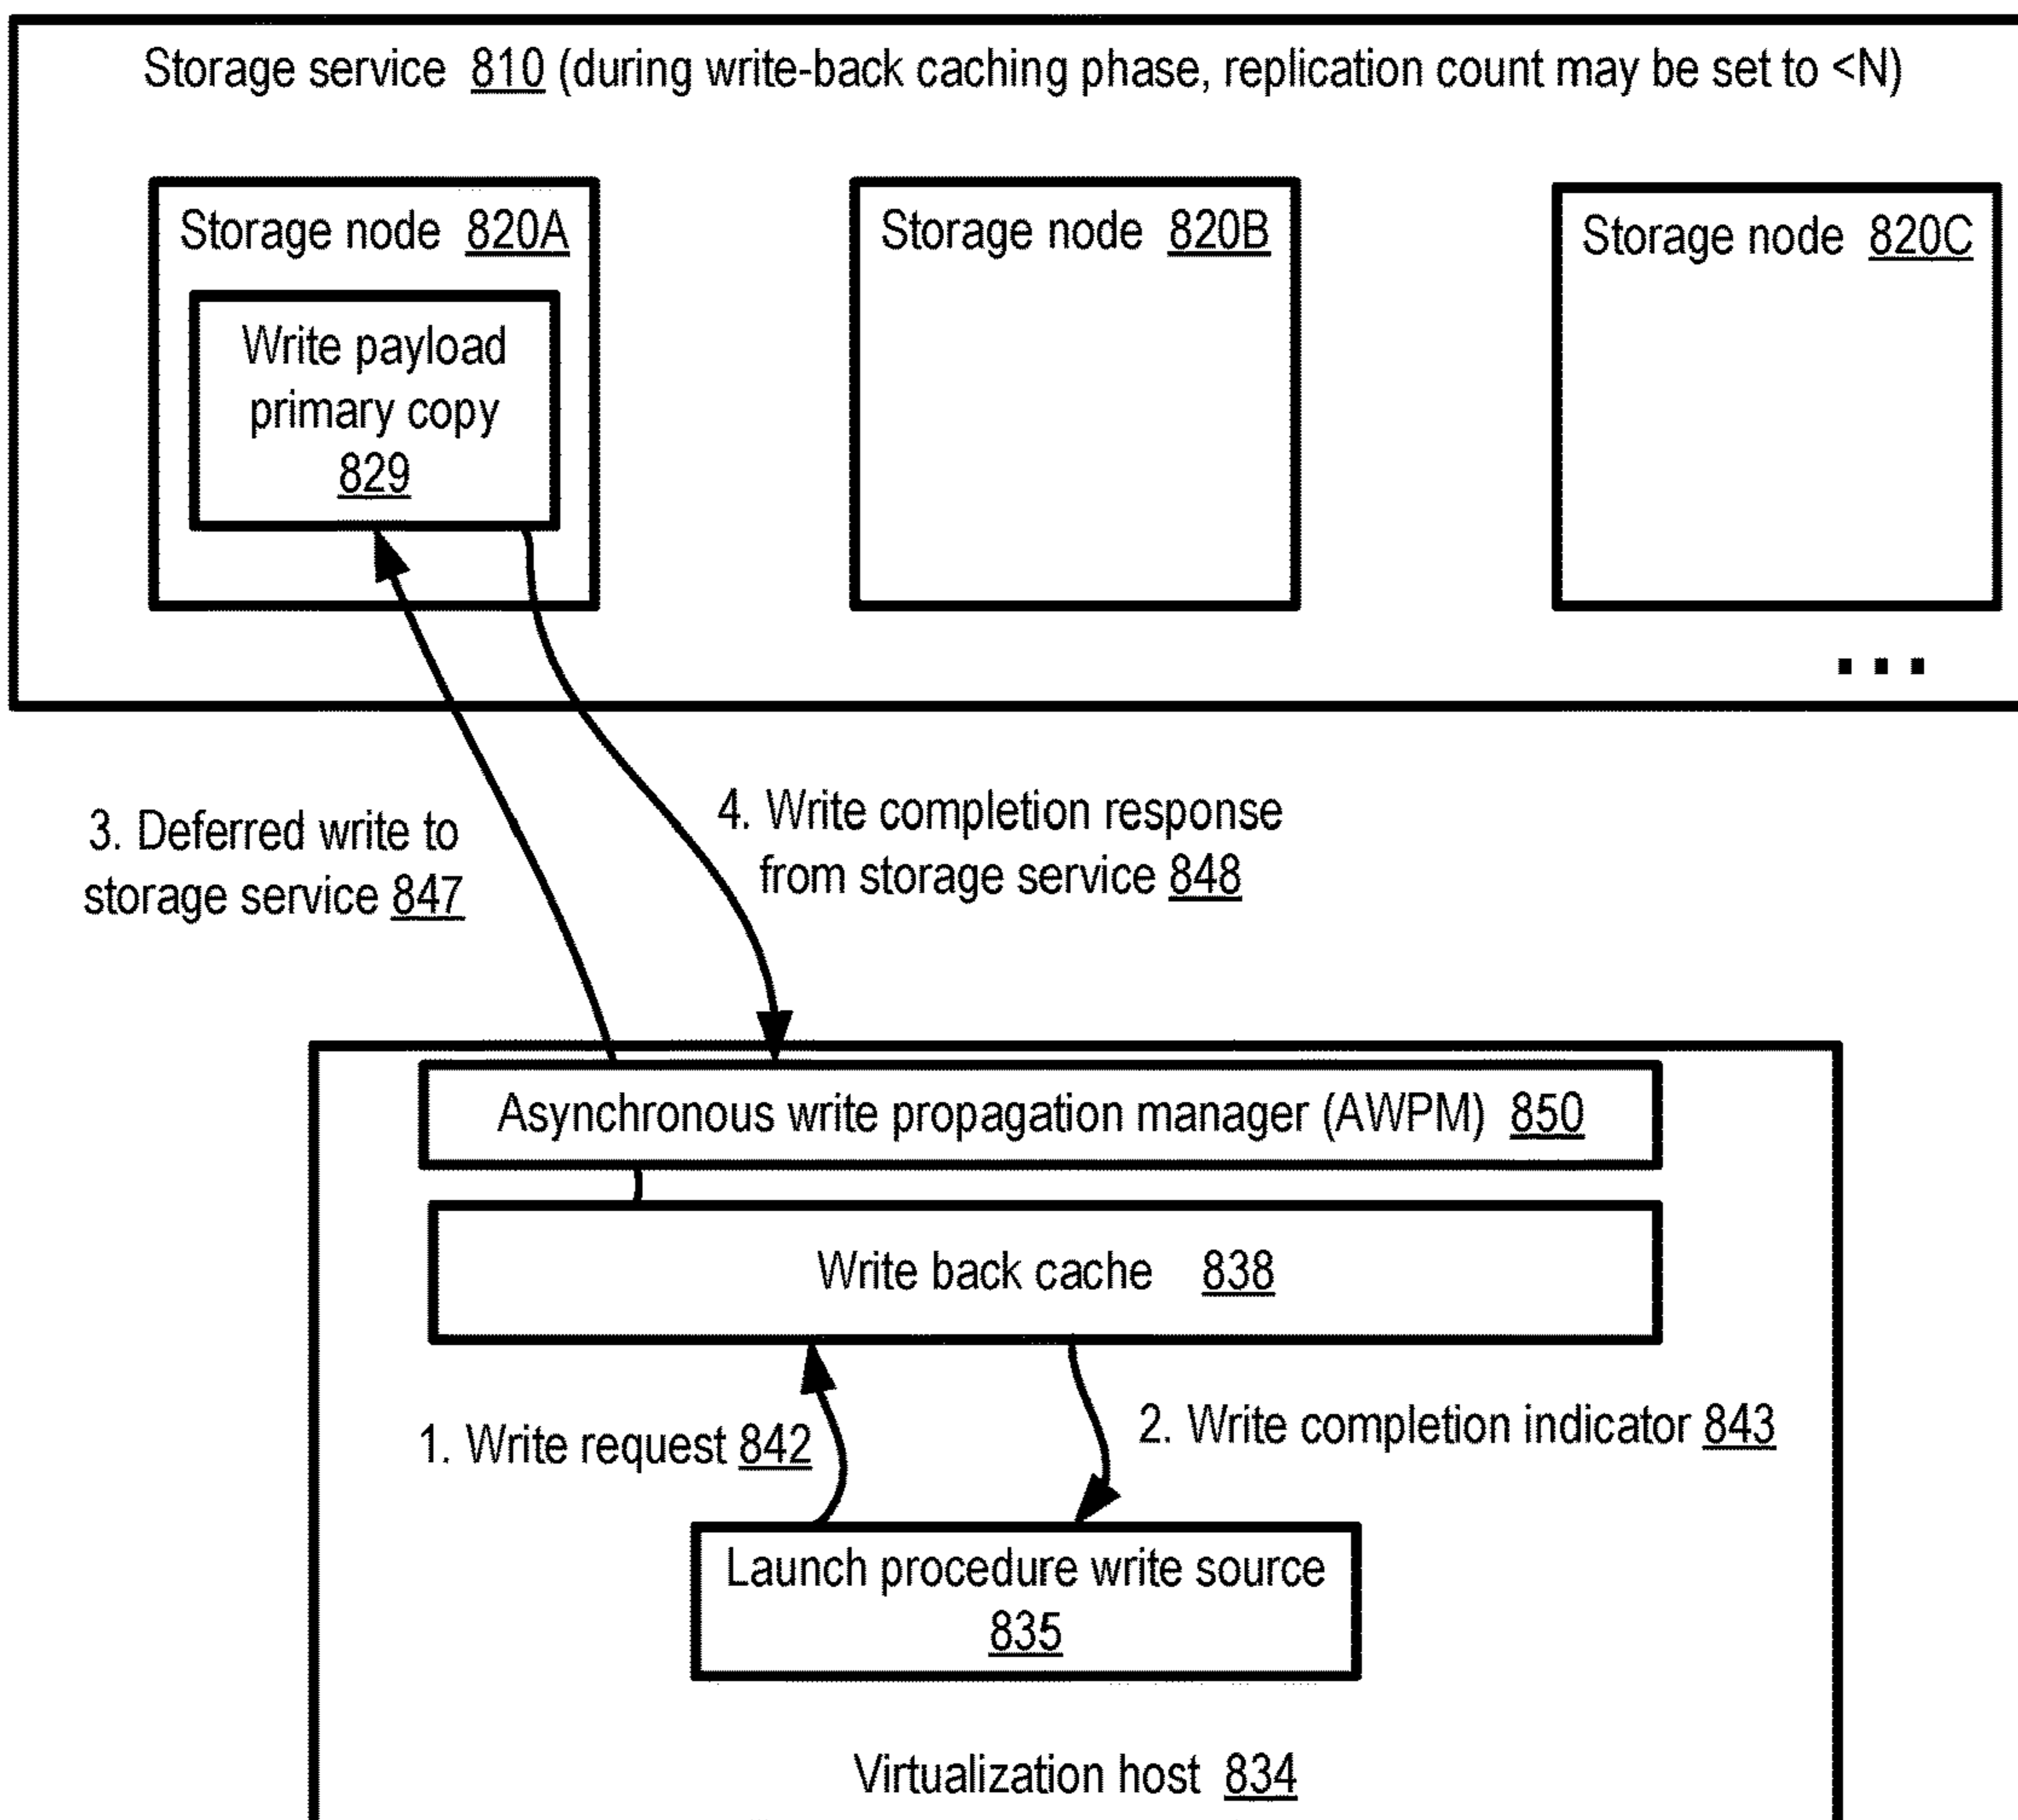 Storage service 810 (during write-back caching phase, replication count may be set to <N)
Storage node 820A
Write payload
primary copy
829
Storage node 820B
Storage node 820C
...
3. Deferred write to
storage service 847
4. Write completion response
from storage service 848
Asynchronous write propagation manager (AWPM) 850
Write back cache 838
1. Write request 842
2. Write completion indicator 843
Launch procedure write source
835
Virtualization host 834